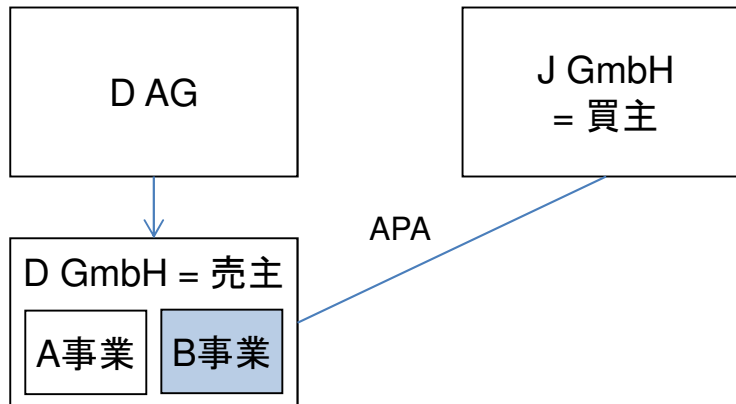 D AG
J GmbH
= 買主
APA
D GmbH = 売主
A事業
B事業